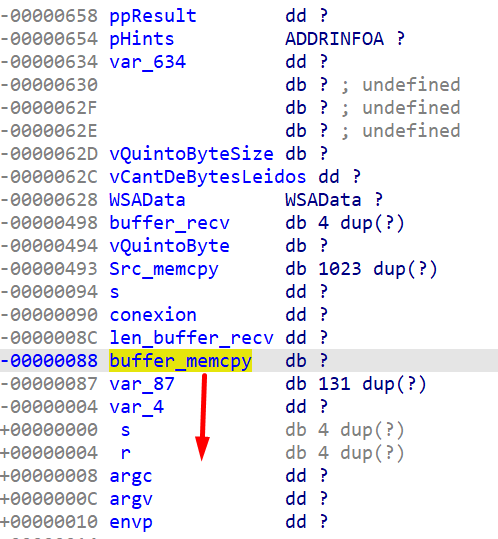 -00000658 ppResult dd ?
-00000654 pHints ADDRINFOA ?
-00000634 var_634 dd ?
-00000630 db ? ; undefined
-0000062F db ? ; undefined
-0000062E db ? ; undefined
-0000062D vQuintoByteSize db ?
-0000062C vCantDeBytesLeidos dd ?
-00000628 WSAData WSAData ?
-00000498 buffer_recv db 4 dup(?)
-00000494 vQuintoByte db ?
-00000493 Src_memcpy db 1023 dup(?)
-00000094 s dd ?
-00000090 conexion dd ?
-0000008C len_buffer_recv dd ?
-00000088 buffer_memcpy db ?
-00000087 var_87 db 131 dup(?)
-00000004 var_4 dd ?
+00000000 s db 4 dup(?)
+00000004 r db 4 dup(?)
+00000008 argc dd ?
+0000000C argv dd ?
+00000010 envp dd ?